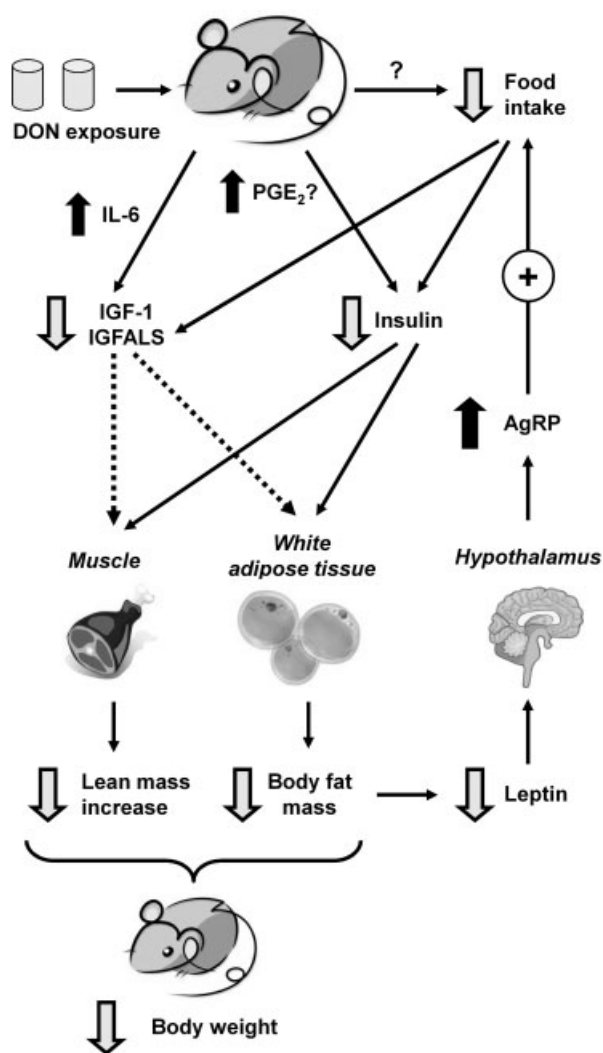 ?
Food
intake
DON exposure
IL-6
PGE₂?
+
IGF-1
IGFALS
Insulin
AgRP
Muscle
White
adipose tissue
Hypothalamus
Lean mass
increase
Body fat
mass
Leptin
Body weight